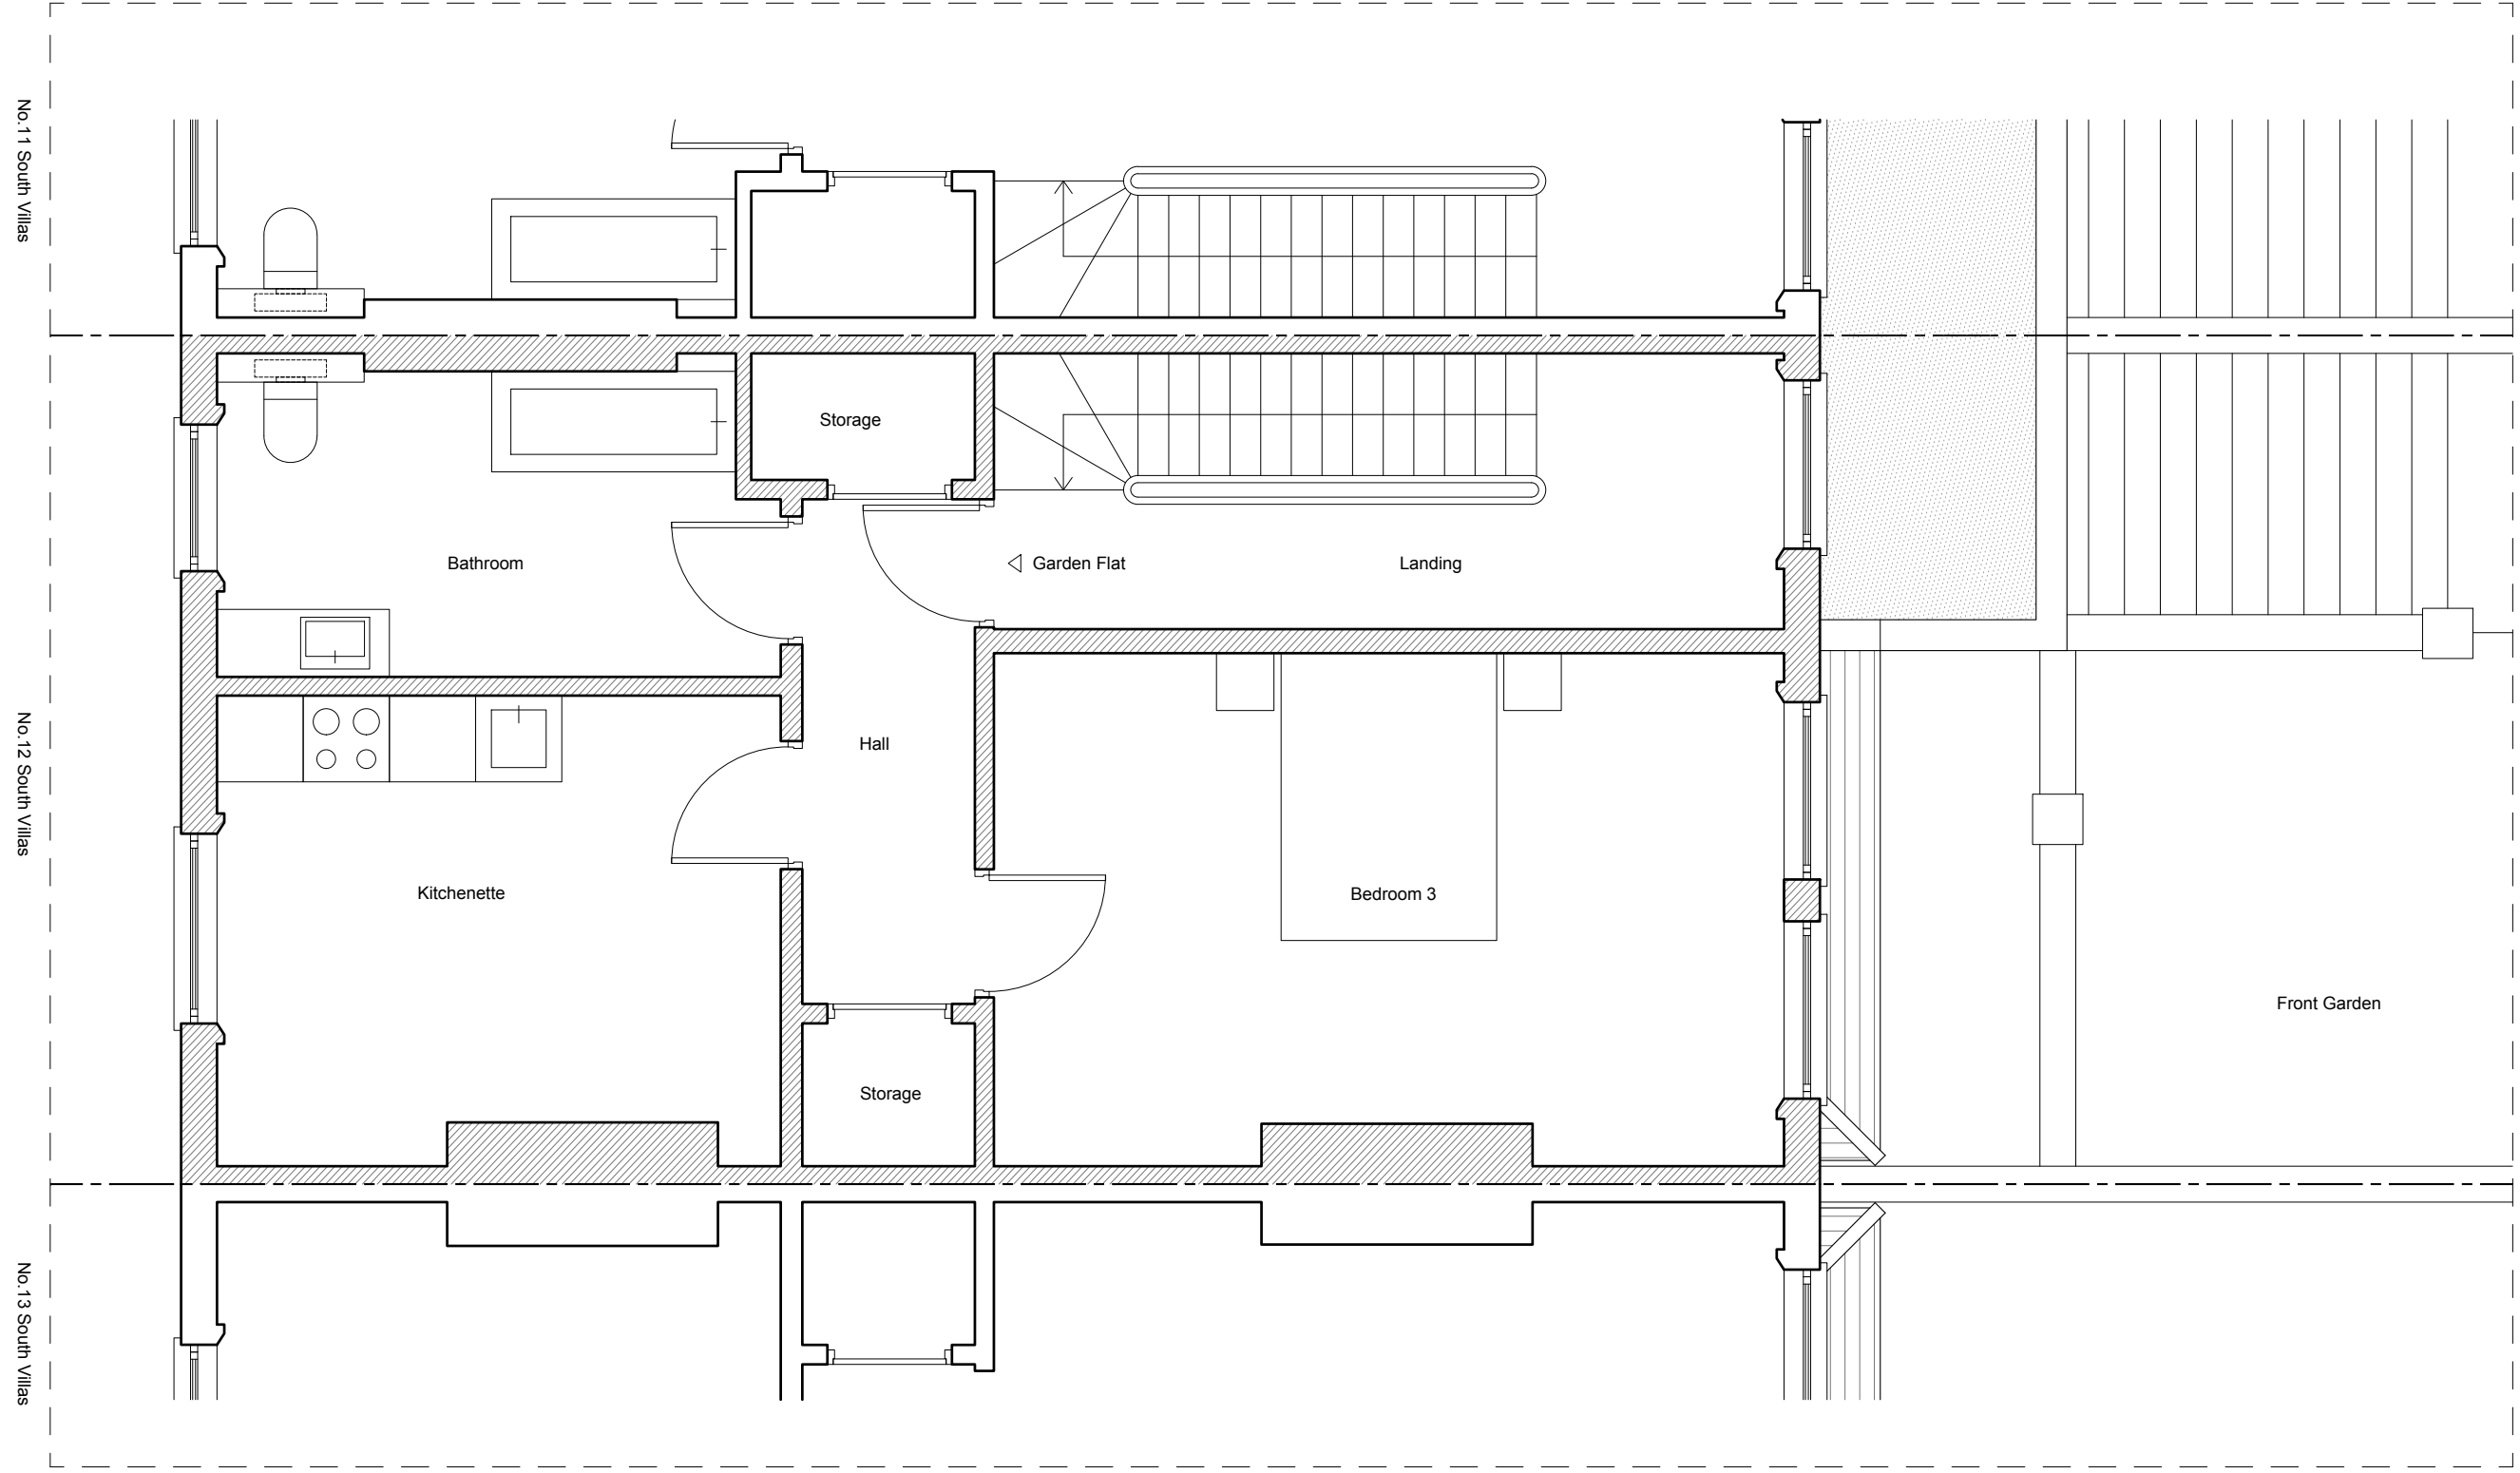 No.11 South Villas
Storage
Bathroom
Garden Flat
Landing
No.12 South Villas
Hall
Kitchenette
Bedroom 3
Front Garden
Storage
No.13 South Villas